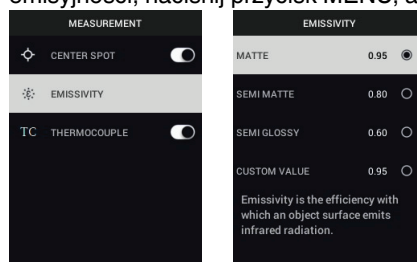 emisyjności, naciśnij przycisk MENU, a
MEASUREMENT
CENTER SPOT
EMISSIVITY
TC THERMOCOUPLE
EMISSIVITY
MATTE 0.95
SEMI MATTE 0.80
SEMI GLOSSY 0.60
CUSTOM VALUE 0.95
Emissivity is the efficiency with
which an object surface emits
infrared radiation.